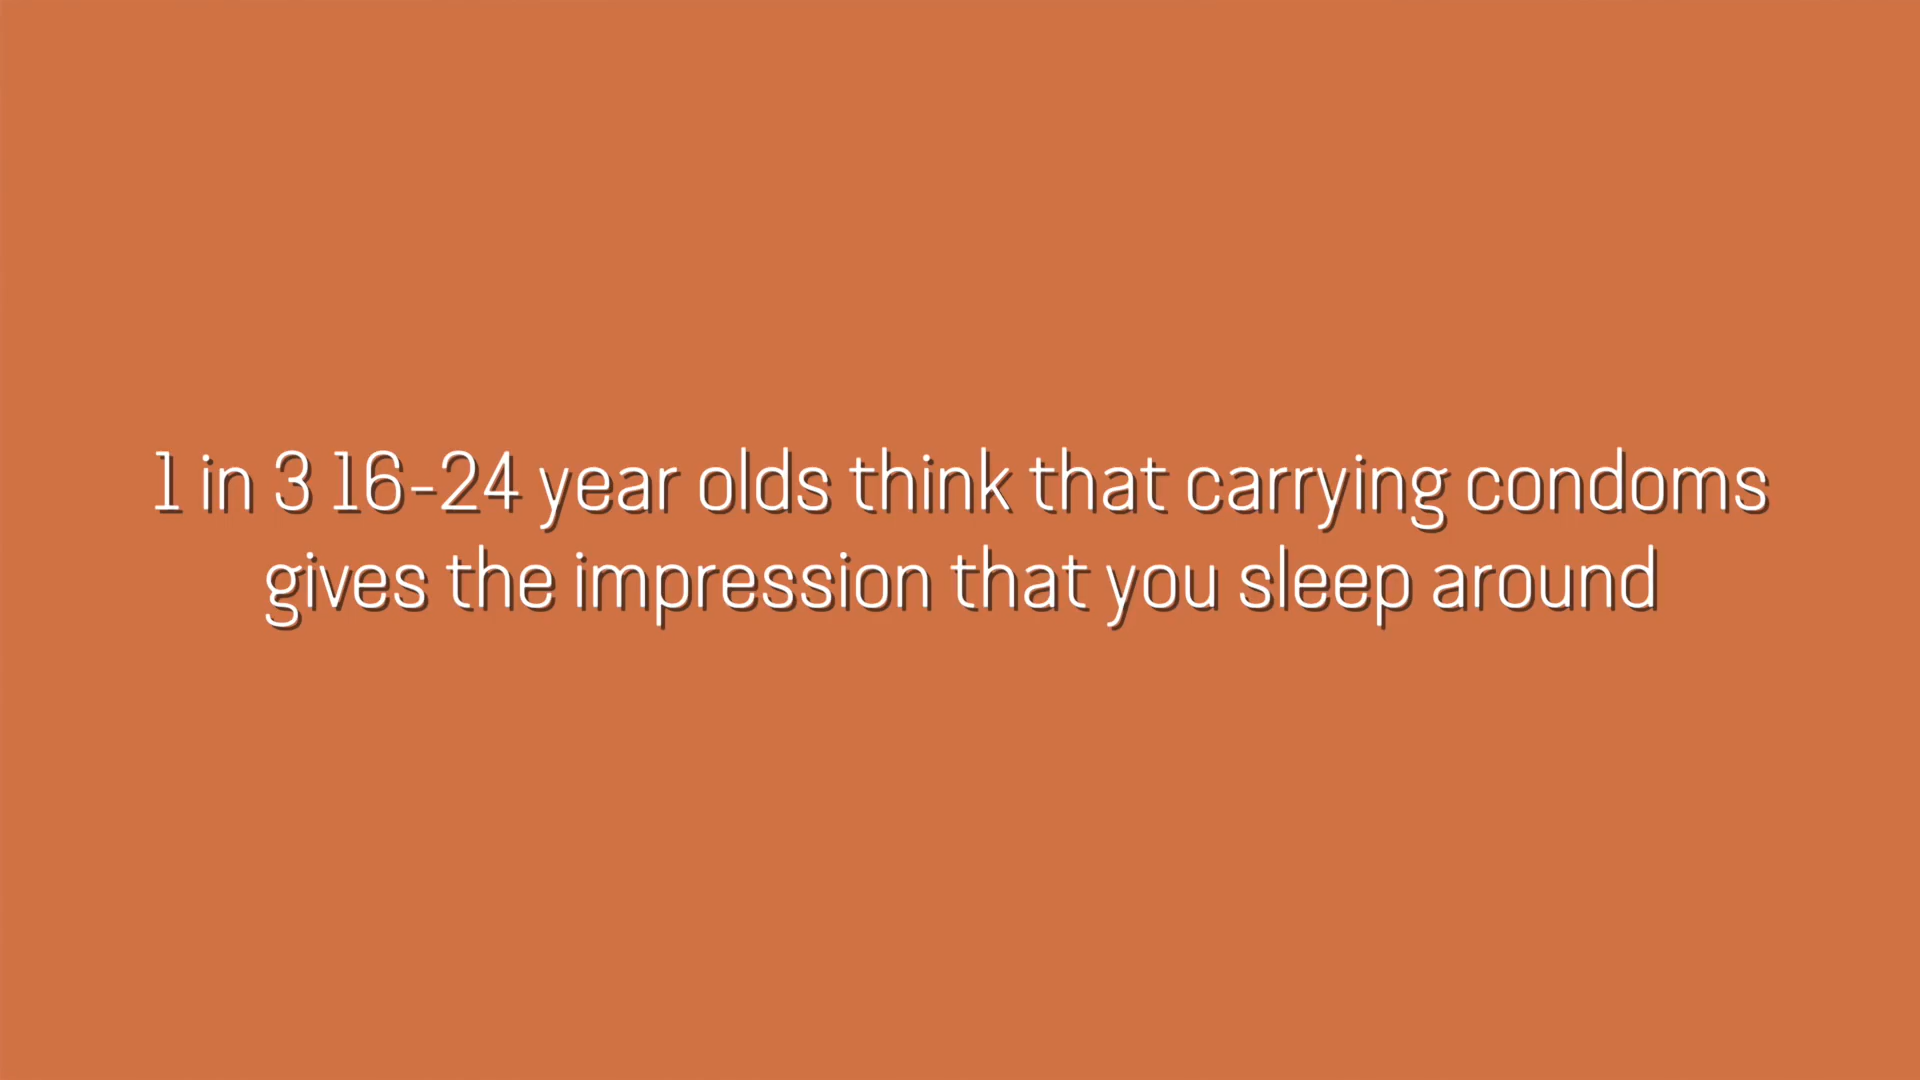 1 in 3 16-24 year olds think that carrying condoms
gives the impression that you sleep around